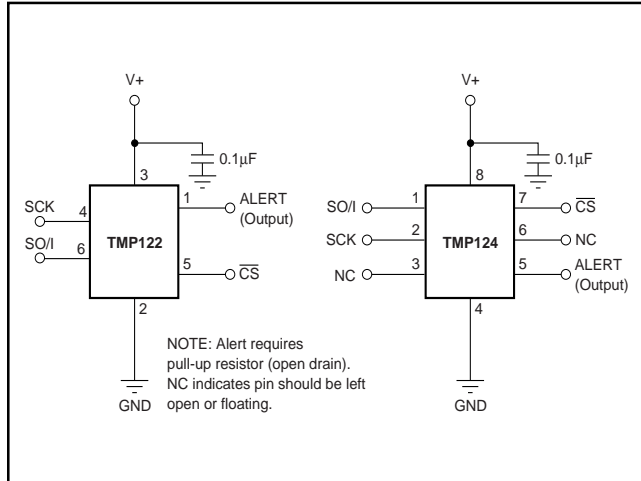 V+
0.1µF
3
SCK
4
SO/I
6
TMP122
1
ALERT
(Output)
5
CS
2
GND
NOTE: Alert requires
pull-up resistor (open drain).
NC indicates pin should be left
open or floating.
V+
0.1µF
8
SO/I
1
SCK
2
NC
3
TMP124
7
CS
6
NC
5
ALERT
(Output)
4
GND